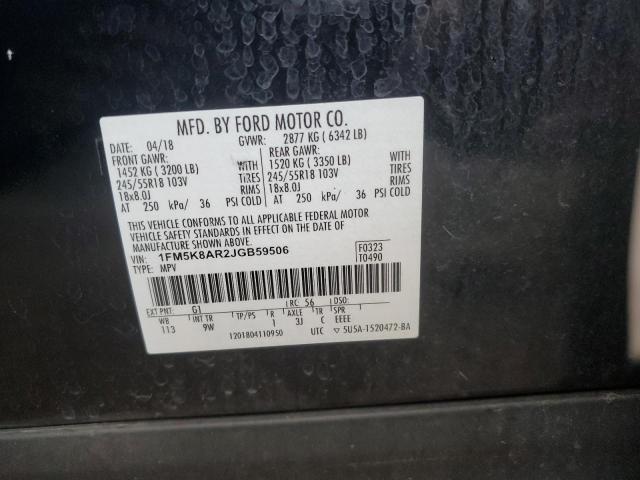 MFD. BY FORD MOTOR CO.
04/18 GVWR: 2877 KG ( 6342 LB)
FRONT GAWR: REAR GAWR:
1452 KG ( 3200 LB) WITH 1520 KG ( 3350 LB) WITH
245/55R18 103V TIRES 245/55R18 103V TIRES
18x8.0J RIMS 18x8.0J RIMS
AT 250 kPa/ 36 PSI COLD AT 250 kPa/ 36 PSI COLD
THIS VEHICLE CONFORMS TO ALL APPLICABLE FEDERAL MOTOR
VEHICLE SAFETY STANDARDS IN EFFECT ON THE DATE OF
MANUFACTURE SHOWN ABOVE.
VIN: 1FM5K8AR2JGB59506 F0323
TYPE: MPV T0490
EXT PNT: G1 RC: 56 DSO:
WB INT TR TP/PS R AXLE TR SPR
113 9W 1 3J C EEEE
1201804110950 UTC ▽ 5U5A-1520472-BA